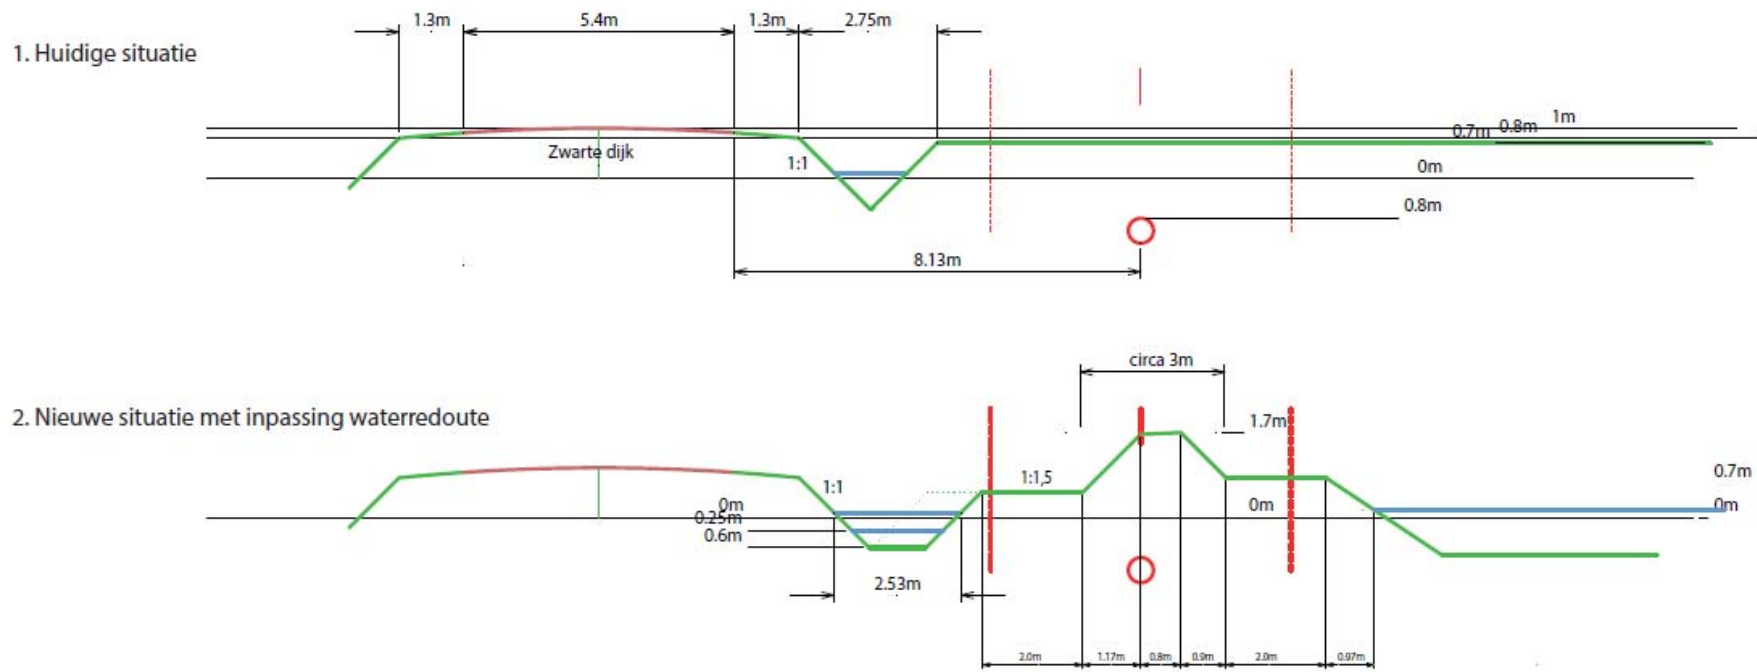 1.3m 5.4m 1.3m 2.75m
1. Huidige situatie
1m
0.7m 0.8m
Zwarte dijk
1:1
0m
0.8m
8.13m
circa 3m
2. Nieuwe situatie met inpassing waterredoute
1.7m
0.7m
1:1 1:1,5
0m 0m 0m
0.25m
0.6m
2.53m
2.0m 1.17m 0.8m 0.9m 2.0m 0.97m